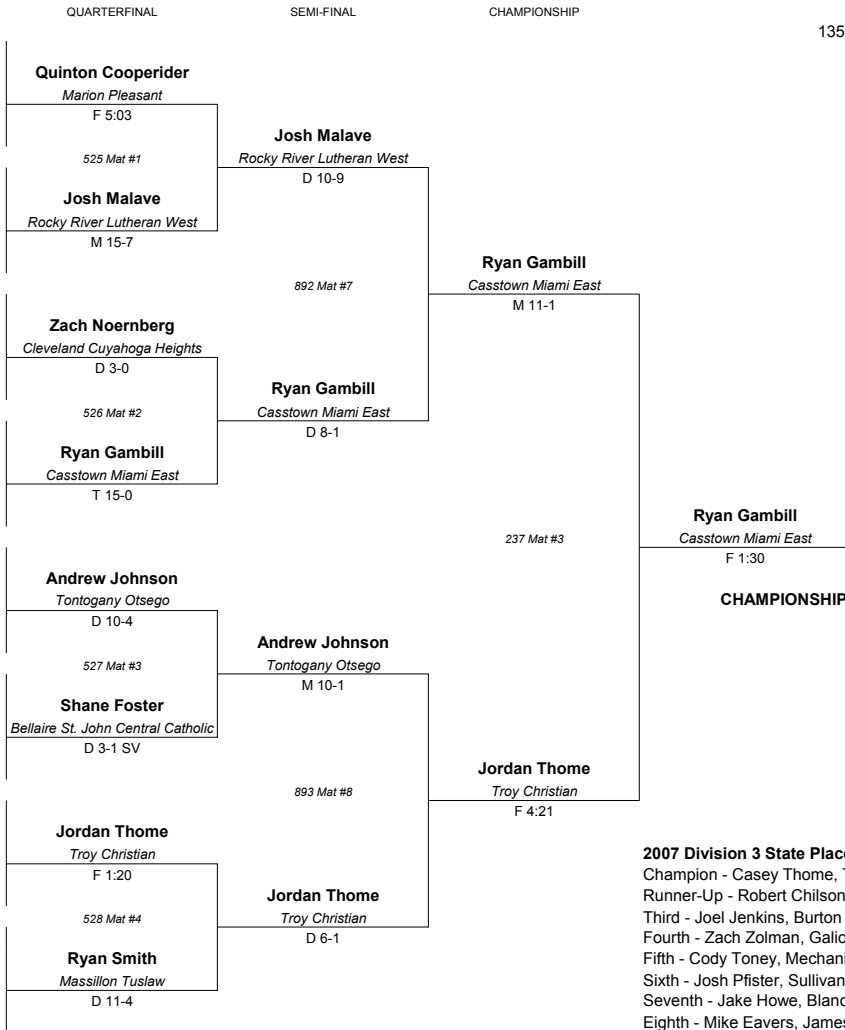 QUARTERFINAL SEMI-FINAL CHAMPIONSHIP
135
Quinton Cooperider
Marion Pleasant
F 5:03
Josh Malave
525 Mat #1
Rocky River Lutheran West
D 10-9
Josh Malave
Rocky River Lutheran West
M 15-7
Ryan Gambill
892 Mat #7
Casstown Miami East
M 11-1
Zach Noernberg
Cleveland Cuyahoga Heights
D 3-0
Ryan Gambill
526 Mat #2
Casstown Miami East
D 8-1
Ryan Gambill
Casstown Miami East
T 15-0
Ryan Gambill
237 Mat #3
Casstown Miami East
F 1:30
Andrew Johnson
CHAMPIONSHIP
Tontogany Otsego
D 10-4
Andrew Johnson
527 Mat #3
Tontogany Otsego
M 10-1
Shane Foster
Bellaire St. John Central Catholic
D 3-1 SV
Jordan Thome
893 Mat #8
Troy Christian
F 4:21
Jordan Thome
Troy Christian
F 1:20
Jordan Thome
528 Mat #4
Troy Christian
D 6-1
Ryan Smith
Massillon Tuslaw
D 11-4
2007 Division 3 State Place
Champion - Casey Thome, T
Runner-Up - Robert Chilson
Third - Joel Jenkins, Burton
Fourth - Zach Zolman, Galio
Fifth - Cody Toney, Mechani
Sixth - Josh Pfister, Sullivan
Seventh - Jake Howe, Blanc
Eighth - Mike Eavers, James